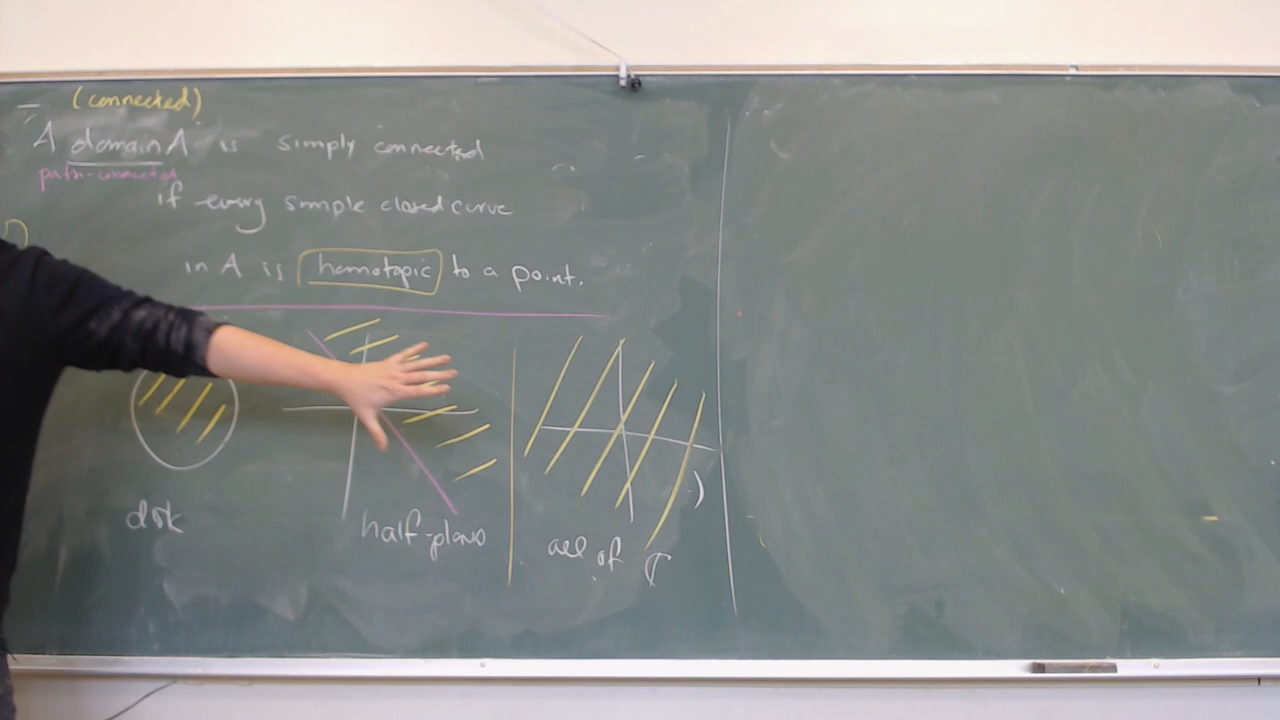 (connected)
A domain A is simply connected
path-connected
if every simple closed curve
in A is homotopic to a point.
disk
half-planes
all of ℂ